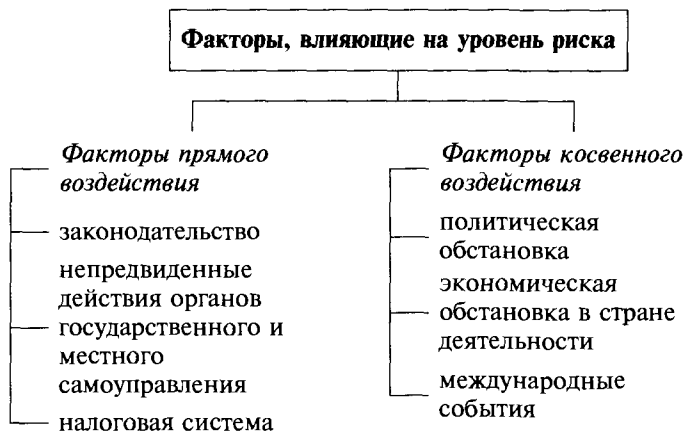 Факторы, влияющие на уровень риска
Факторы прямого
воздействия
законодательство
непредвиденные
действия органов
государственного и
местного
самоуправления
налоговая система
Факторы косвенного
воздействия
политическая
обстановка
экономическая
обстановка в стране
деятельности
международные
события